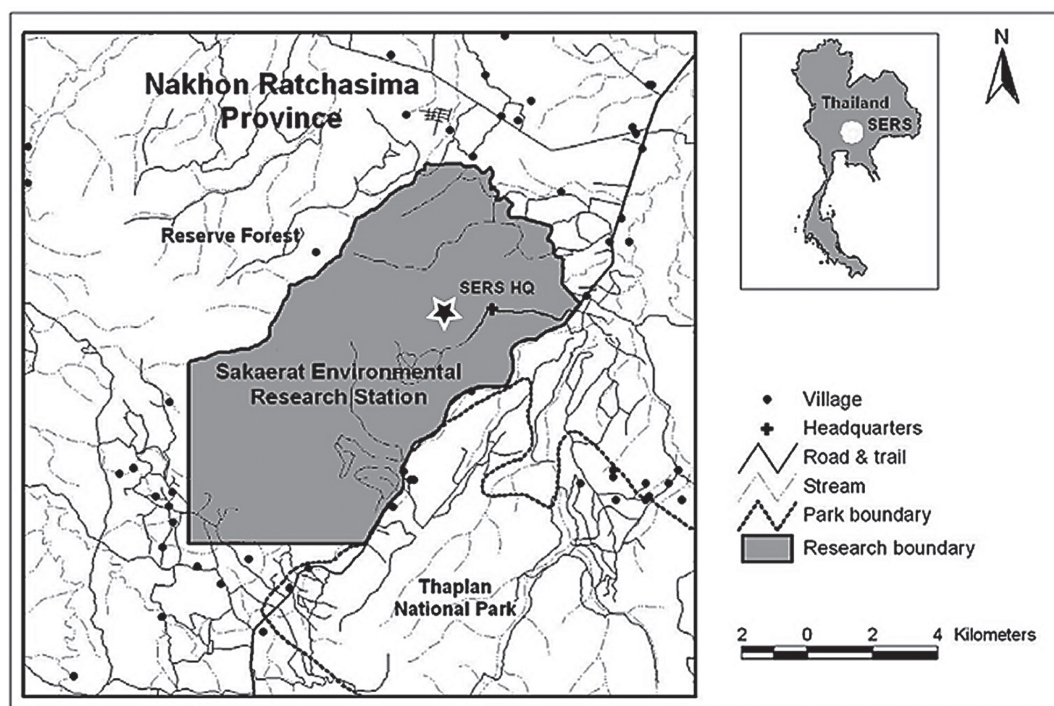 Nakhon Ratchasima
Province
Reserve Forest
SERS HQ
Sakaerat Environmental
Research Station
Thaplan
National Park
Thailand
SERS
N
Village
Headquarters
Road & trail
Stream
Park boundary
Research boundary
2 0 2 4 Kilometers